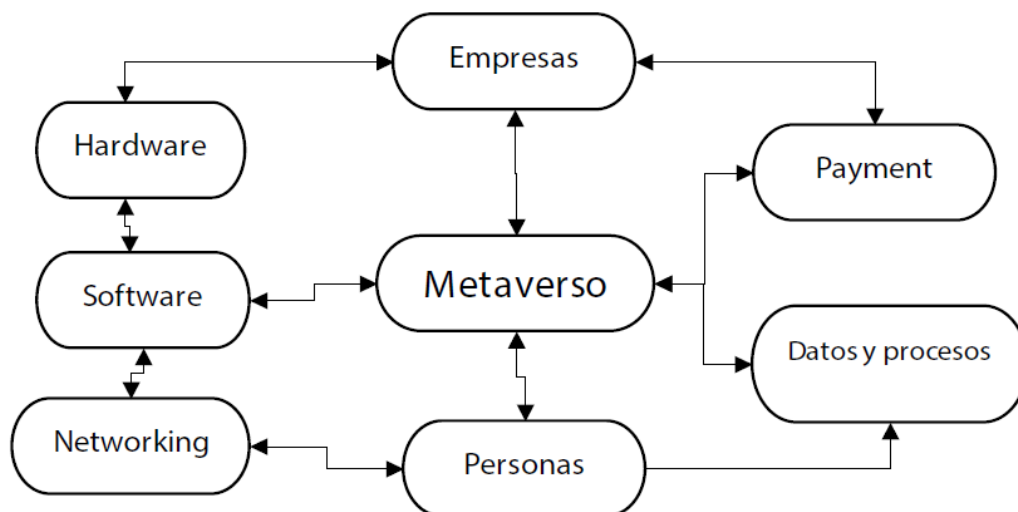 Empresas
Hardware
Payment
Software
Metaverso
Datos y procesos
Networking
Personas